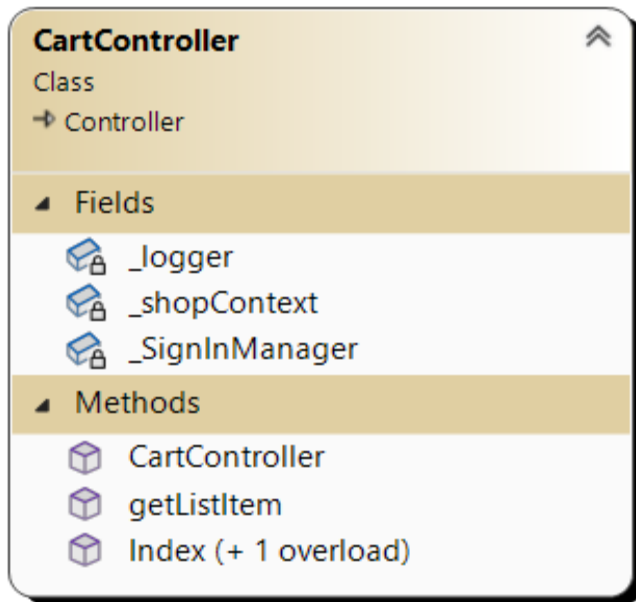 CartController
Class
Controller
Fields
_logger
_shopContext
_SignInManager
Methods
CartController
getListItem
Index (+ 1 overload)